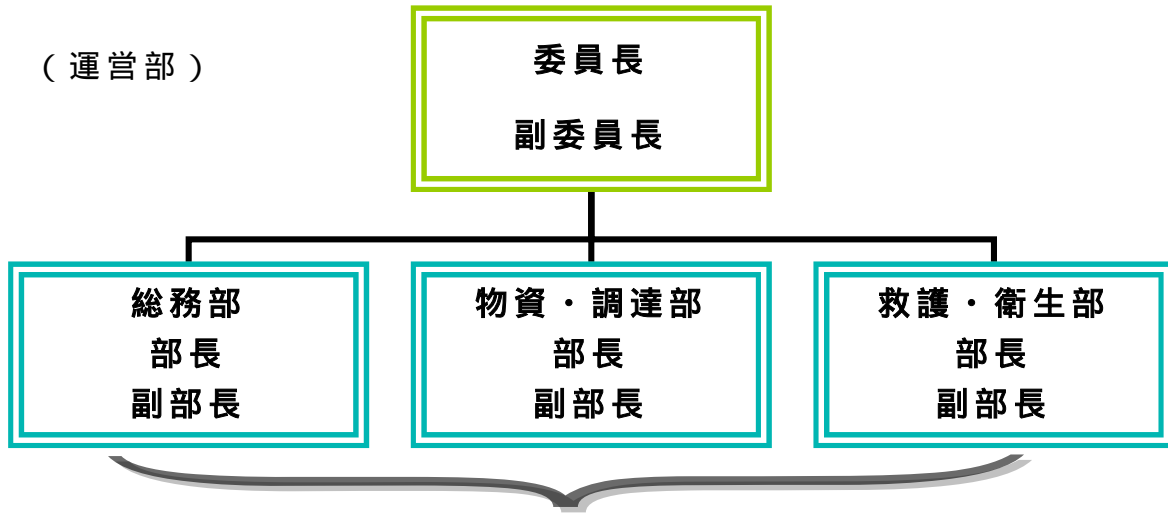 (運営部)
委員長
副委員長
総務部
部長
副部長
物資・調達部
部長
副部長
救護・衛生部
部長
副部長